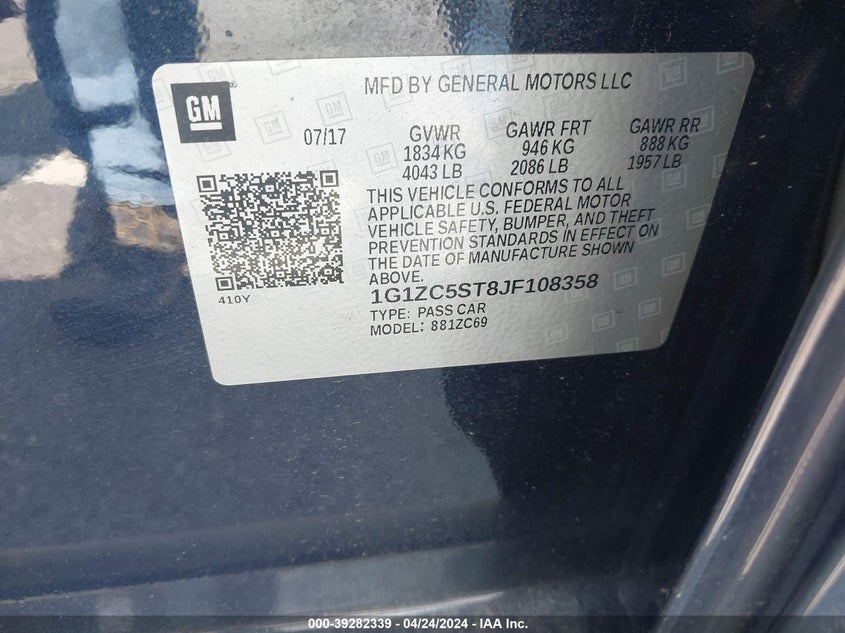 GM
MFD BY GENERAL MOTORS LLC
07/17
GVWR
1834 KG
4043 LB
GAWR FRT
946 KG
2086 LB
GAWR RR
888 KG
1957 LB
THIS VEHICLE CONFORMS TO ALL
APPLICABLE U.S. FEDERAL MOTOR
VEHICLE SAFETY, BUMPER, AND THEFT
PREVENTION STANDARDS IN EFFECT ON
THE DATE OF MANUFACTURE SHOWN
ABOVE.
410Y
1G1ZC5ST8JF108358
TYPE: PASS CAR
MODEL: 881ZC69
000-39282339 - 04/24/2024 - IAA Inc.